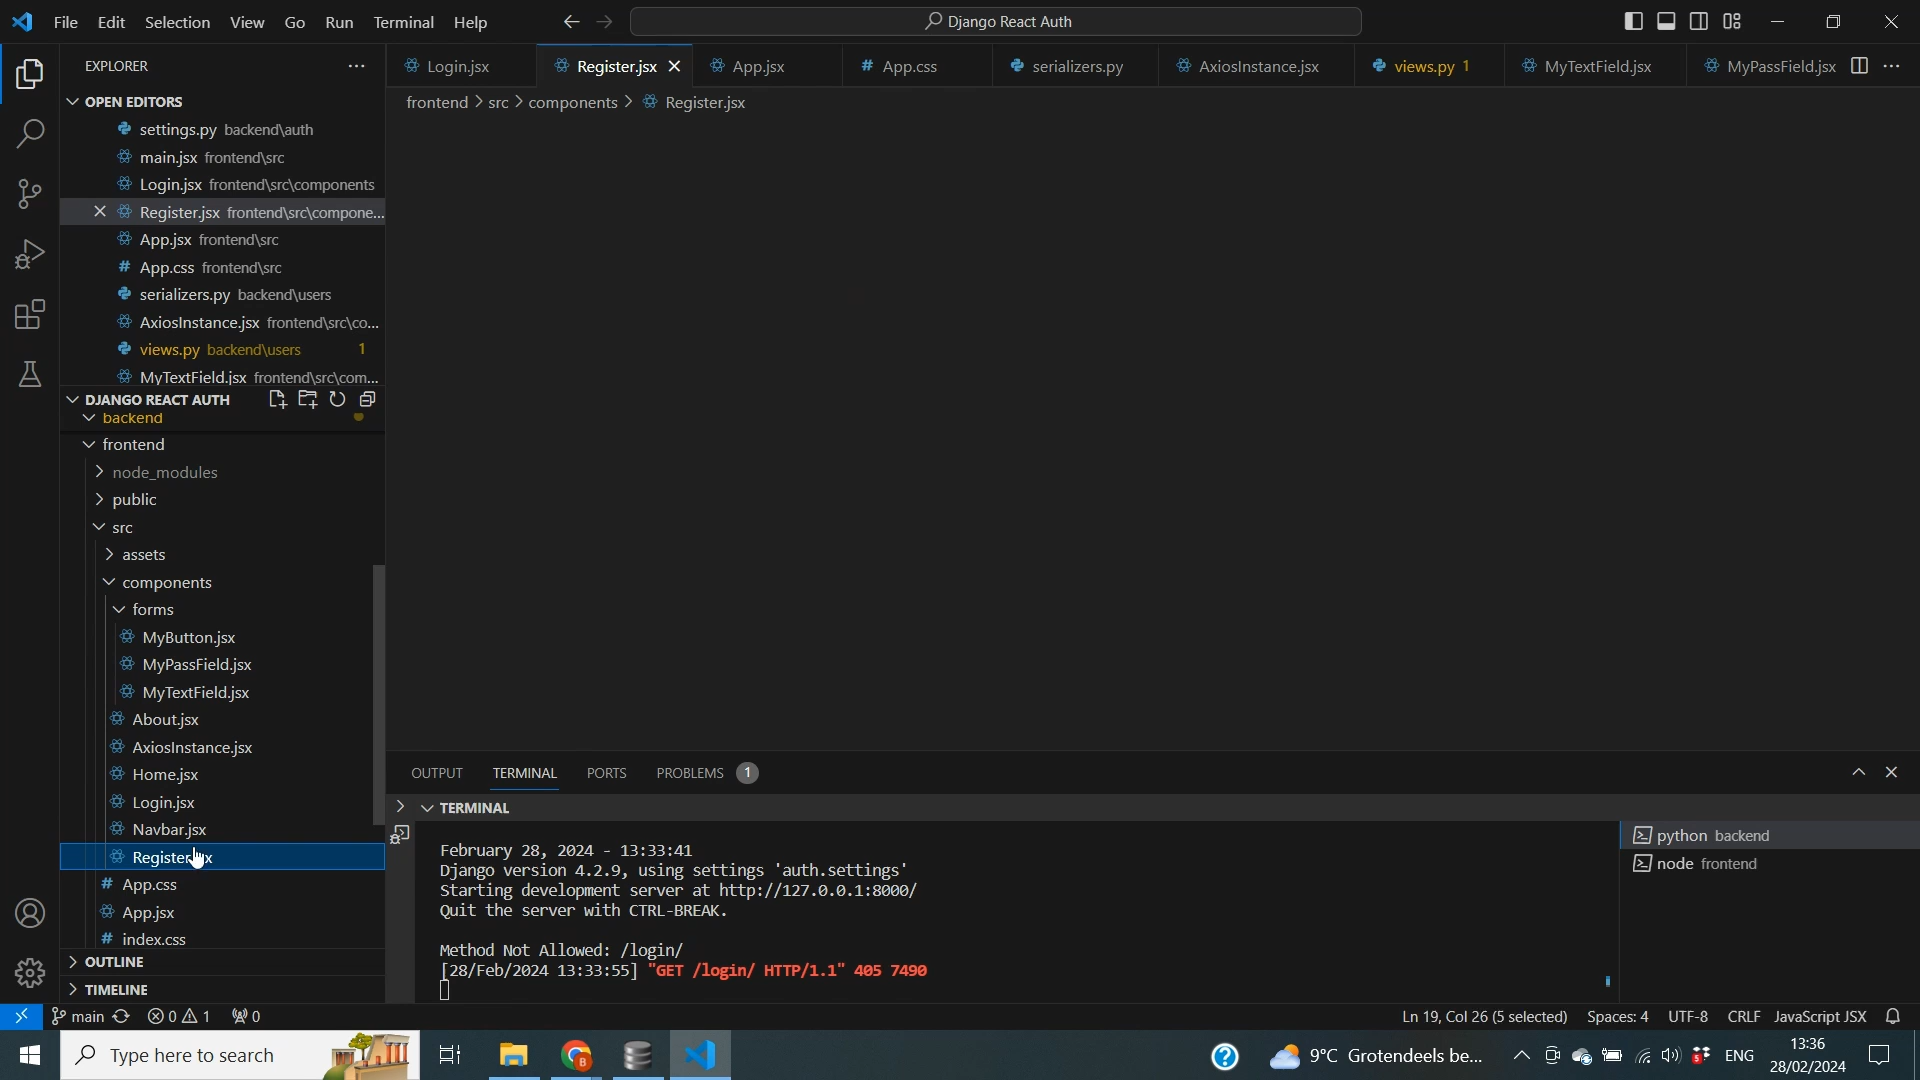 File Edit Selection View Go Run Terminal Help
Django React Auth
EXPLORER
OPEN EDITORS
settings.py backend\auth
main.jsx frontend\src
Login.jsx frontend\src\components
Register.jsx frontend\src\compone...
App.jsx frontend\src
# App.css frontend\src
serializers.py backend\users
AxiosInstance.jsx frontend\src\co...
views.py backend\users 1
MyTextField.jsx frontend\src\com...
DJANGO REACT AUTH
backend
frontend
node_modules
public
src
assets
components
forms
MyButton.jsx
MyPassField.jsx
MyTextField.jsx
About.jsx
AxiosInstance.jsx
Home.jsx
Login.jsx
Navbar.jsx
Register.jsx
# App.css
App.jsx
# index.css
OUTLINE
TIMELINE
Login.jsx Register.jsx App.jsx # App.css serializers.py AxiosInstance.jsx views.py 1 MyTextField.jsx MyPassField.jsx
frontend > src > components > Register.jsx
OUTPUT TERMINAL PORTS PROBLEMS 1
TERMINAL
February 28, 2024 - 13:33:41
Django version 4.2.9, using settings 'auth.settings'
Starting development server at http://127.0.0.1:8000/
Quit the server with CTRL-BREAK.
Method Not Allowed: /login/
[28/Feb/2024 13:33:55] "GET /login/ HTTP/1.1" 405 7490
python backend
node frontend
main 0 1 0
Ln 19, Col 26 (5 selected) Spaces: 4 UTF-8 CRLF JavaScript JSX
Type here to search
9°C Grotendeels be...
ENG
13:36
28/02/2024